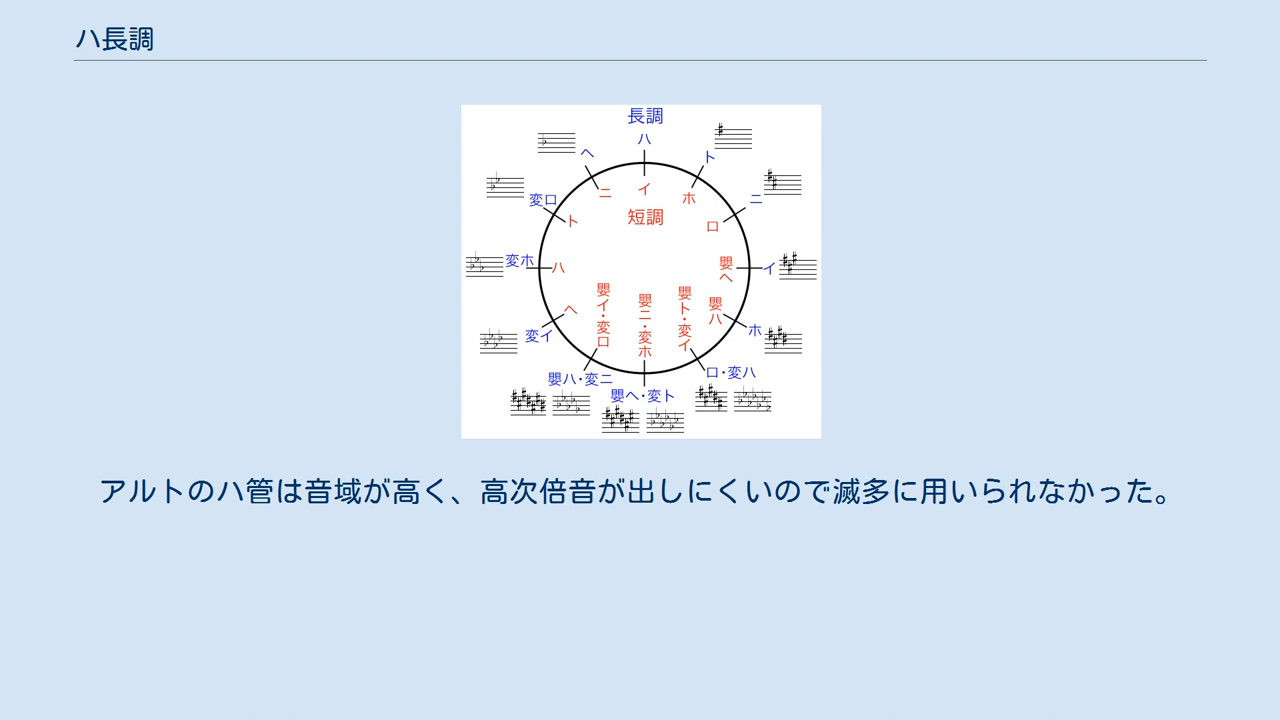 ハ長調
長調
ハ
ヘ
ト
変ロ
ニ
イ
ニ
ホ
ト
短調
ロ
変ホ
ハ
嬰ヘ
イ
ヘ
嬰イ・変ロ
嬰ニ・変ホ
嬰ト・変イ
嬰ハ
変イ
ホ
嬰ハ・変ニ
嬰ヘ・変ト
ロ・変ハ
アルトのハ管は音域が高く、高次倍音が出しにくいので滅多に用いられなかった。